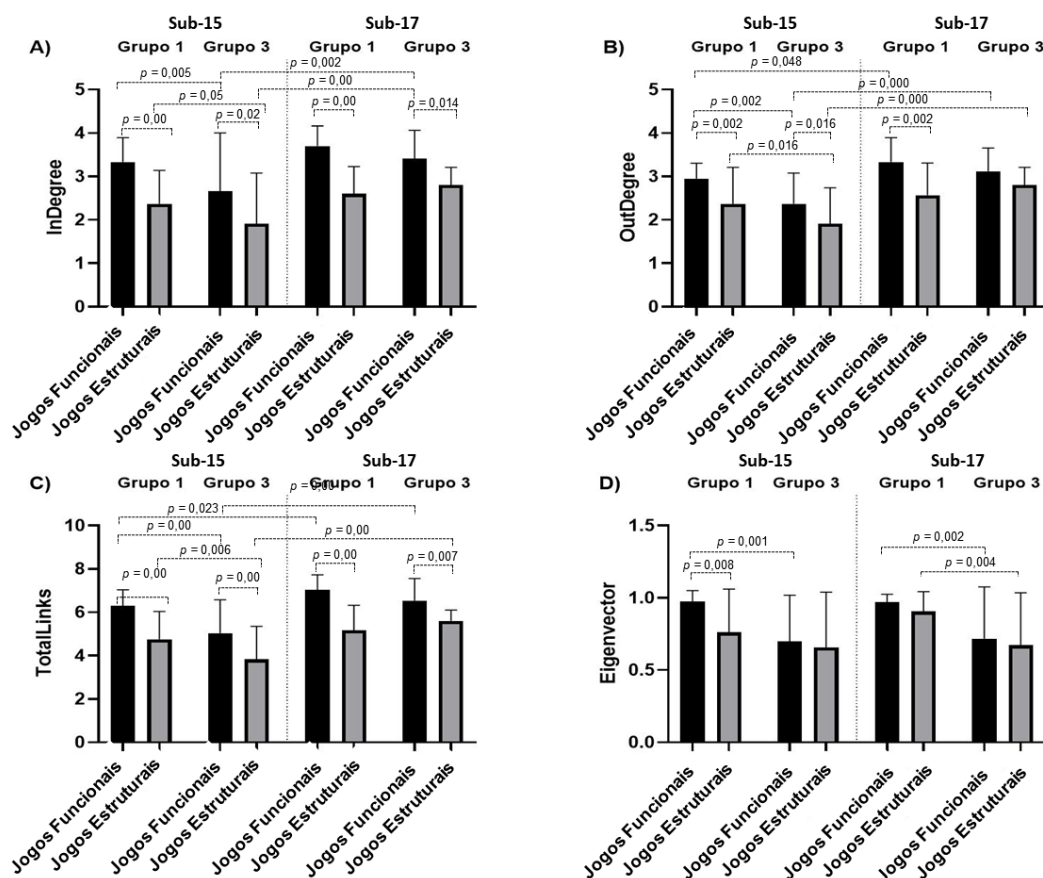 Sub-15 Sub-17
A) Grupo 1 Grupo 3 Grupo 1 Grupo 3
p = 0,002
p = 0,005
p = 0,00
p = 0,05
p = 0,00 p = 0,02 p = 0,00 p = 0,014
InDegree
5
4
3
2
1
0
Jogos Funcionais
Jogos Estruturais
Jogos Funcionais
Jogos Estruturais
Jogos Funcionais
Jogos Estruturais
Jogos Funcionais
Jogos Estruturais
Sub-15 Sub-17
B) Grupo 1 Grupo 3 Grupo 1 Grupo 3
p = 0,048
p = 0,000
p = 0,002 p = 0,000
p = 0,002 p = 0,016 p = 0,002
p = 0,016
OutDegree
5
4
3
2
1
0
Jogos Funcionais
Jogos Estruturais
Jogos Funcionais
Jogos Estruturais
Jogos Funcionais
Jogos Estruturais
Jogos Funcionais
Jogos Estruturais
Sub-15 Sub-17
C) Grupo 1 Grupo 3 Grupo 1 Grupo 3
p = 0,023
p = 0,00 p = 0,00
p = 0,006
p = 0,00 p = 0,00 p = 0,00 p = 0,007
TotalLinks
10
8
6
4
2
0
Jogos Funcionais
Jogos Estruturais
Jogos Funcionais
Jogos Estruturais
Jogos Funcionais
Jogos Estruturais
Jogos Funcionais
Jogos Estruturais
Sub-15 Sub-17
D) Grupo 1 Grupo 3 Grupo 1 Grupo 3
p = 0,001 p = 0,002
p = 0,008 p = 0,004
Eigenvector
1.5
1.0
0.5
0.0
Jogos Funcionais
Jogos Estruturais
Jogos Funcionais
Jogos Estruturais
Jogos Funcionais
Jogos Estruturais
Jogos Funcionais
Jogos Estruturais